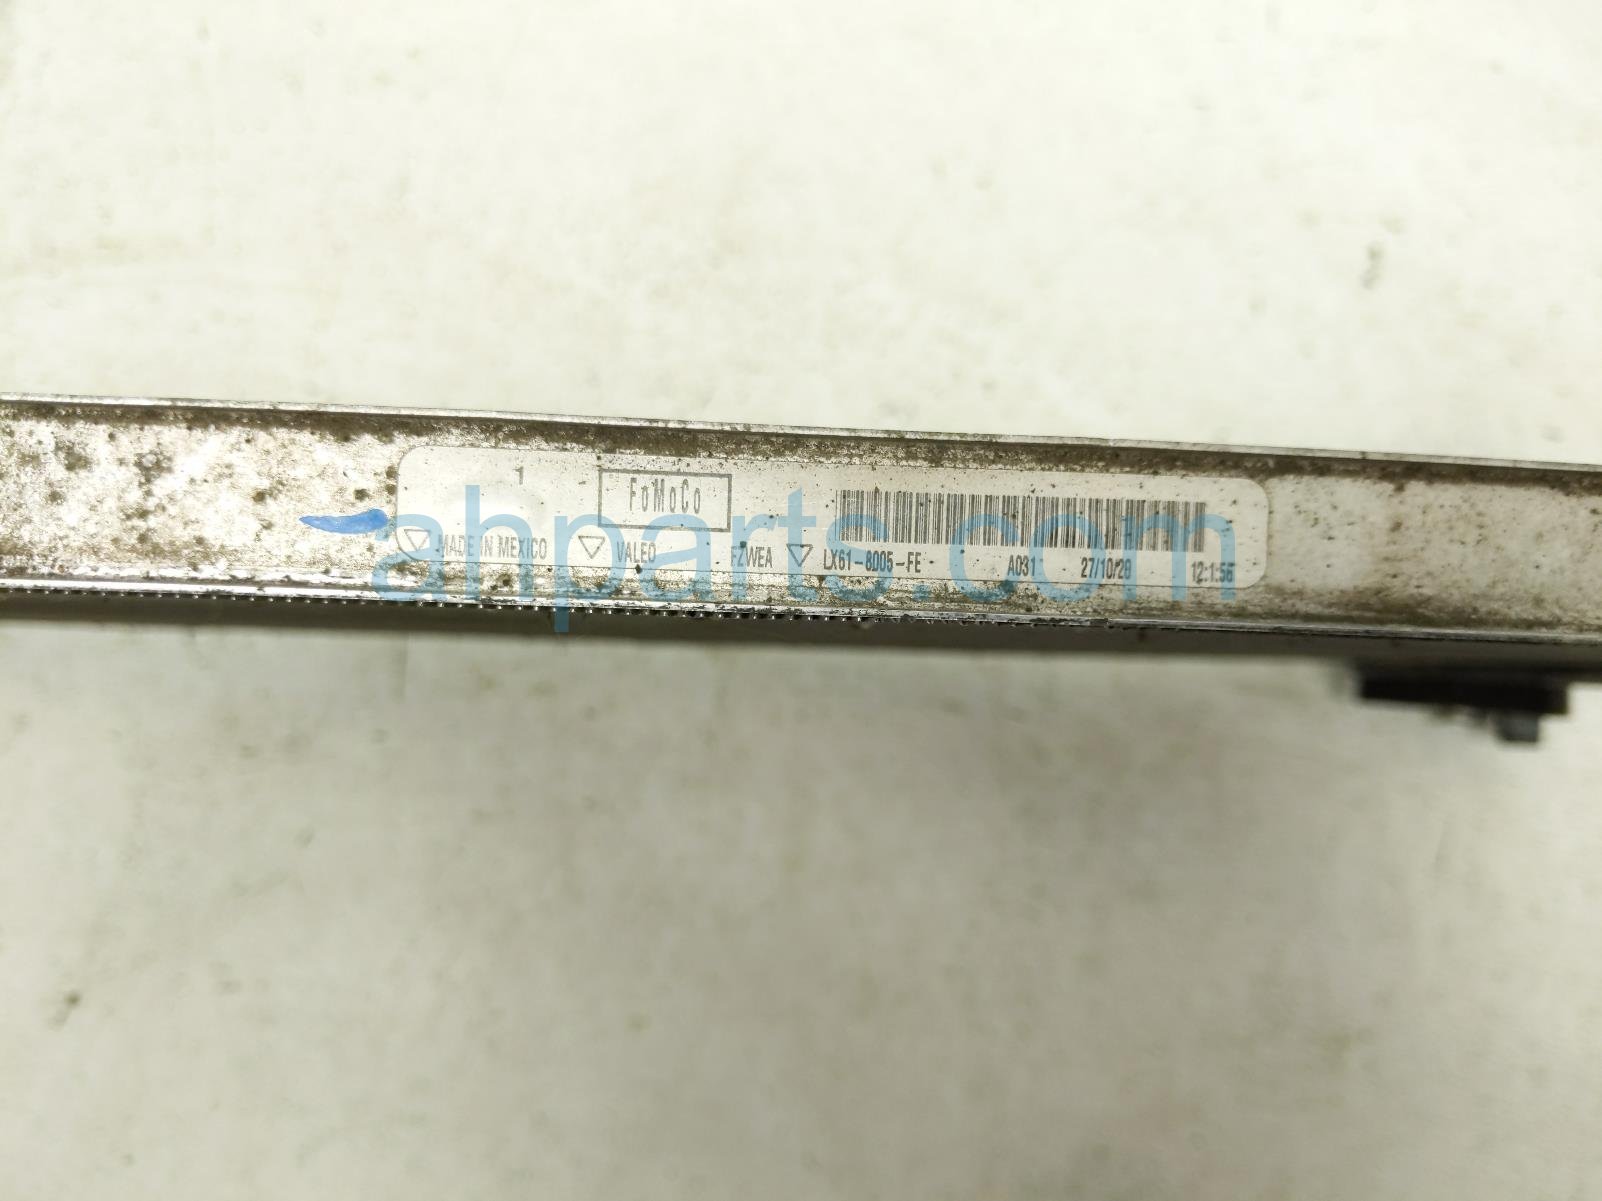 1
FoMoCo
MADE IN MEXICO VALEO FZWEA LX61-8005-FE A031 27/10/20 12:1:56
ahparts.com